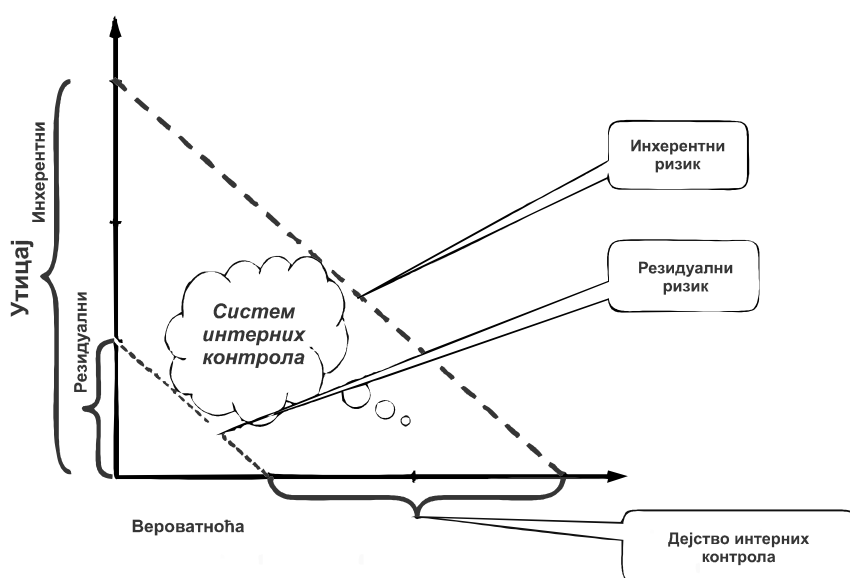 Утицај
Инхерентни
Резидуални
Систем
интерних
контрола
Инхерентни
ризик
Резидуални
ризик
Вероватноћа
Дејство интерних
контрола